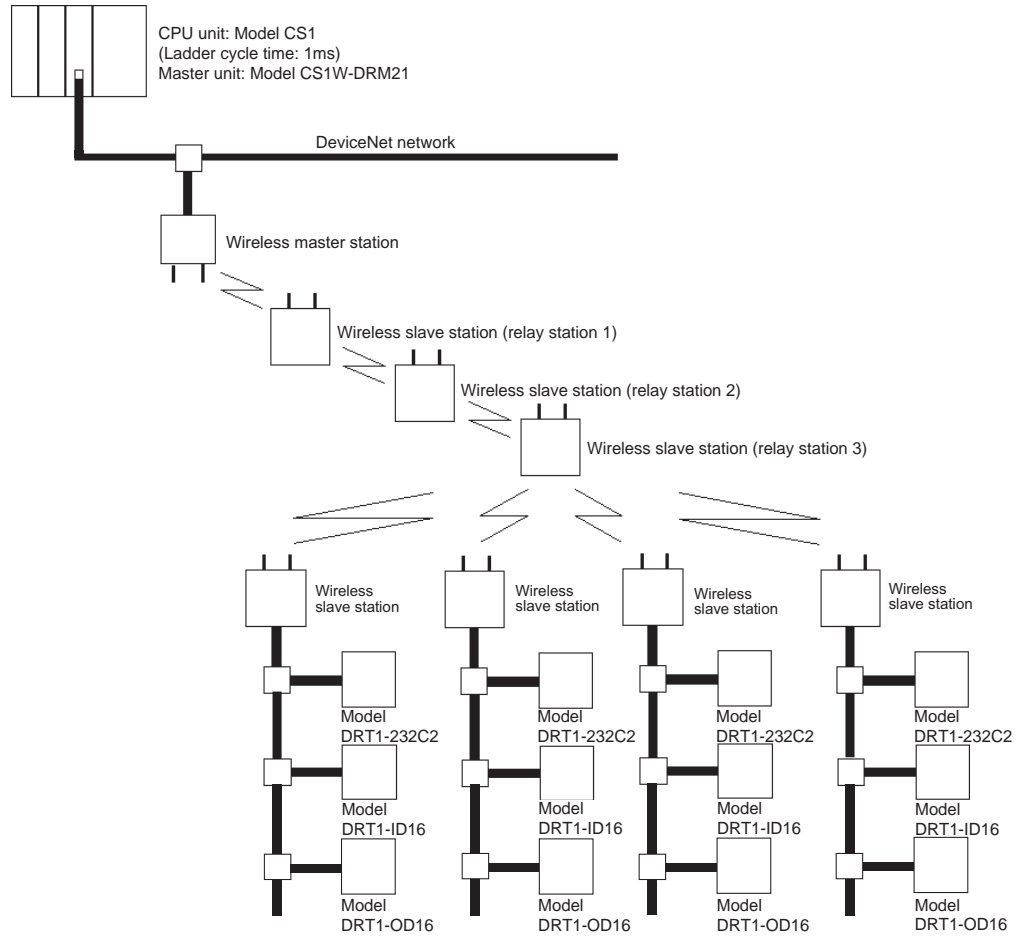 CPU unit: Model CS1
(Ladder cycle time: 1ms)
Master unit: Model CS1W-DRM21
DeviceNet network
Wireless master station
Wireless slave station (relay station 1)
Wireless slave station (relay station 2)
Wireless slave station (relay station 3)
Wireless
slave station
Wireless
slave station
Wireless
slave station
Wireless
slave station
Model
DRT1-232C2
Model
DRT1-232C2
Model
DRT1-232C2
Model
DRT1-232C2
Model
DRT1-ID16
Model
DRT1-ID16
Model
DRT1-ID16
Model
DRT1-ID16
Model
DRT1-OD16
Model
DRT1-OD16
Model
DRT1-OD16
Model
DRT1-OD16